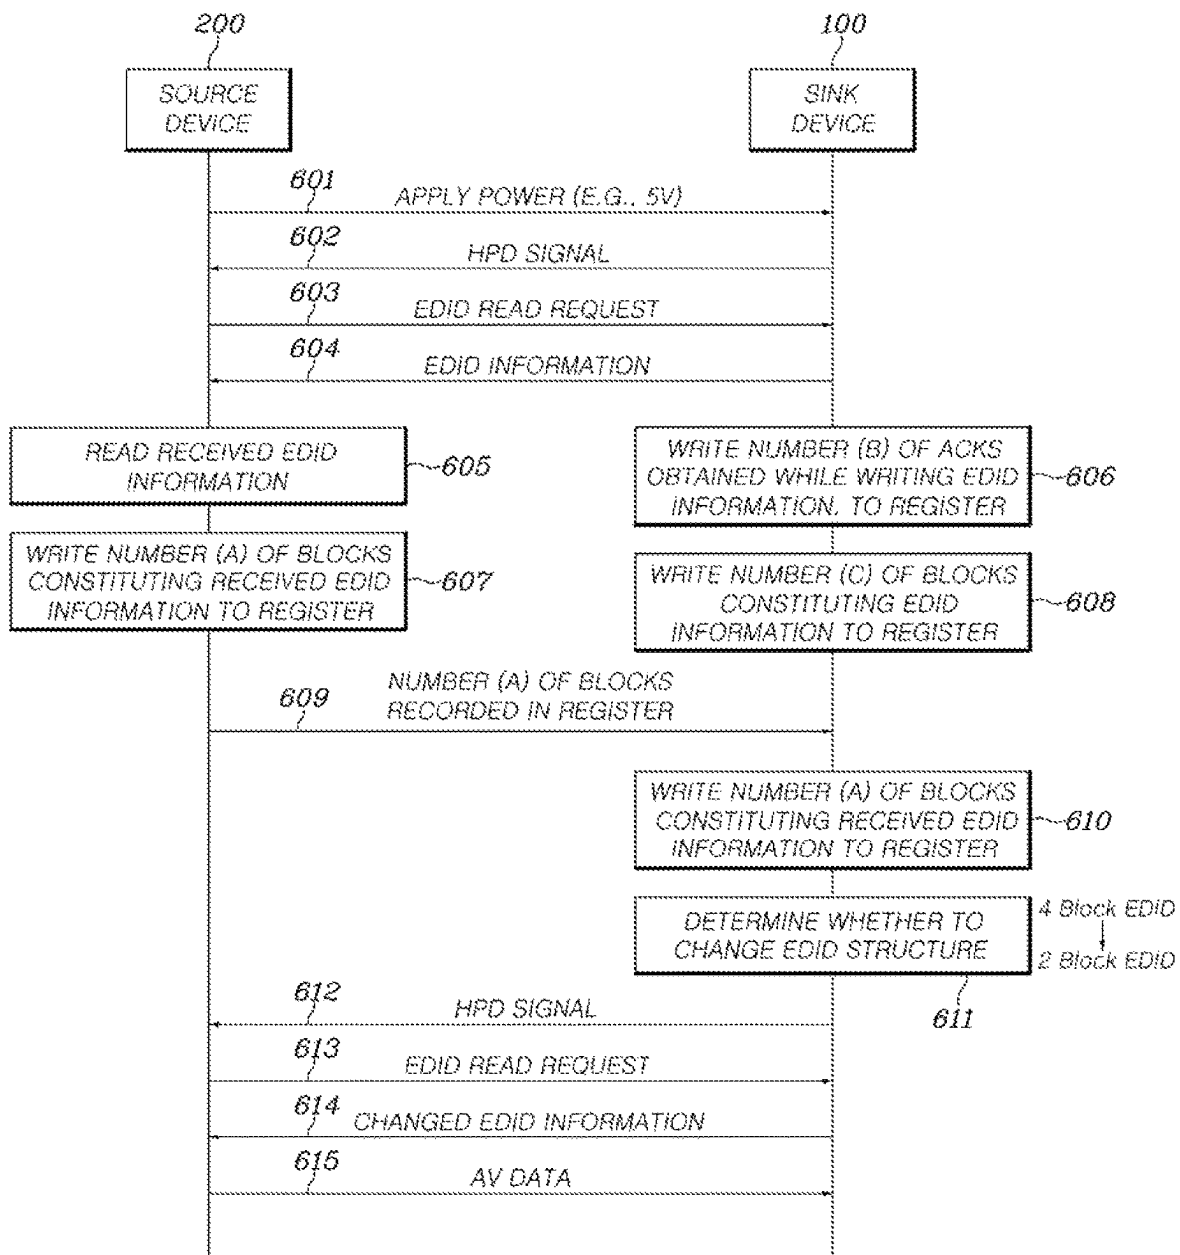 200
100
SOURCE
DEVICE
SINK
DEVICE
601
APPLY POWER (E.G., 5V)
602
HPD SIGNAL
603
EDID READ REQUEST
604
EDID INFORMATION
READ RECEIVED EDID
INFORMATION
605
WRITE NUMBER (B) OF ACKS
OBTAINED WHILE WRITING EDID
INFORMATION, TO REGISTER
606
WRITE NUMBER (A) OF BLOCKS
CONSTITUTING RECEIVED EDID
INFORMATION TO REGISTER
607
WRITE NUMBER (C) OF BLOCKS
CONSTITUTING EDID
INFORMATION TO REGISTER
608
609
NUMBER (A) OF BLOCKS
RECORDED IN REGISTER
WRITE NUMBER (A) OF BLOCKS
CONSTITUTING RECEIVED EDID
INFORMATION TO REGISTER
610
DETERMINE WHETHER TO
CHANGE EDID STRUCTURE
4 Block EDID
2 Block EDID
611
612
HPD SIGNAL
613
EDID READ REQUEST
614
CHANGED EDID INFORMATION
615
AV DATA